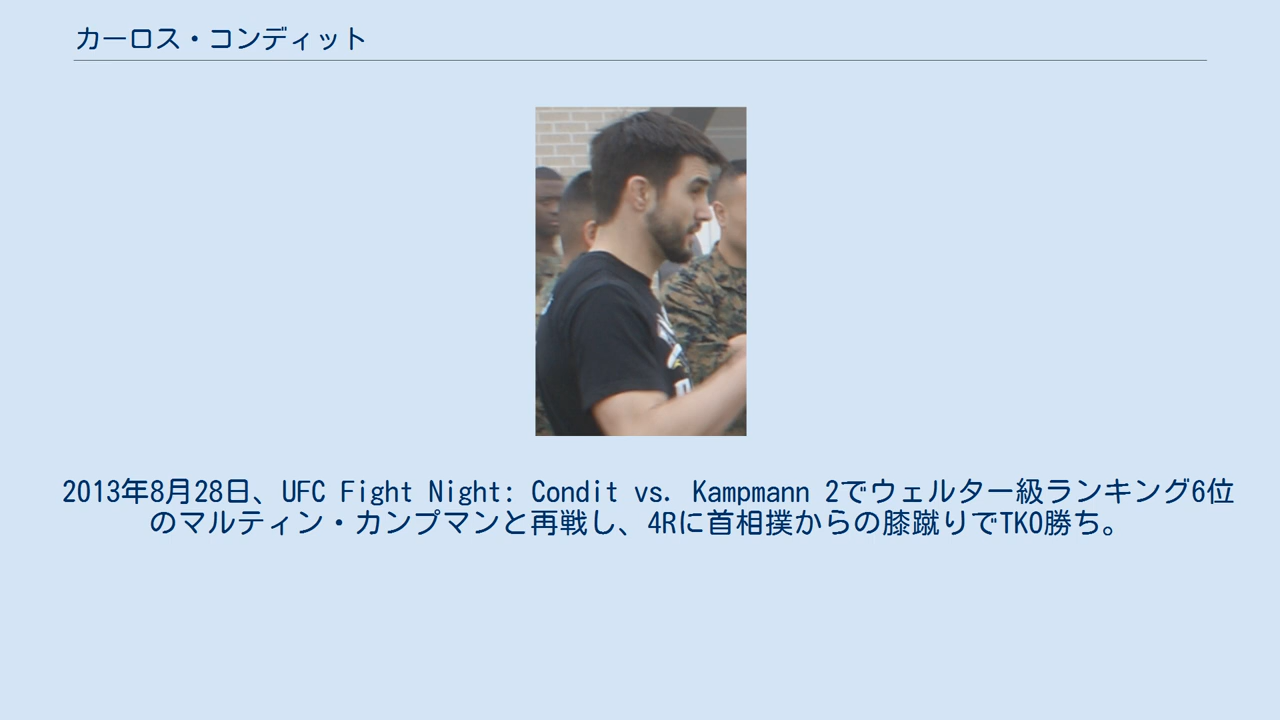 カーロス・コンディット
2013年8月28日、UFC Fight Night: Condit vs. Kampmann 2でウェルター級ランキング6位
のマルティン・カンプマンと再戦し、4Rに首相撲からの膝蹴りでTKO勝ち。